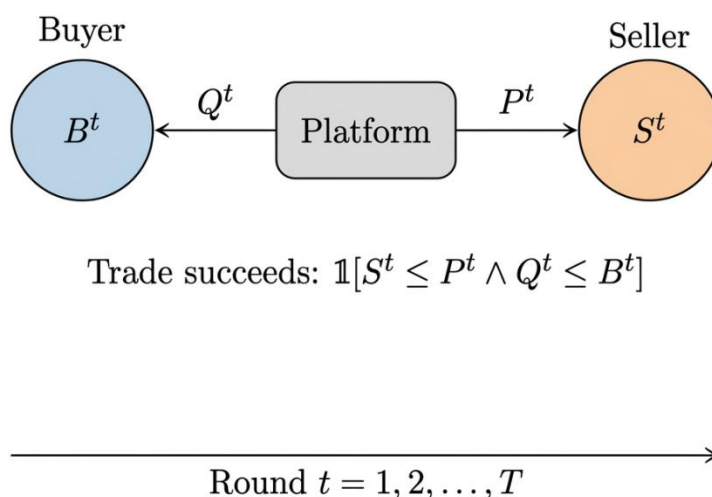 Buyer
Seller
B^t
Q^t
Platform
P^t
S^t
Trade succeeds: 𝟙[S^t ≤ P^t ∧ Q^t ≤ B^t]
Round t = 1, 2, . . . , T